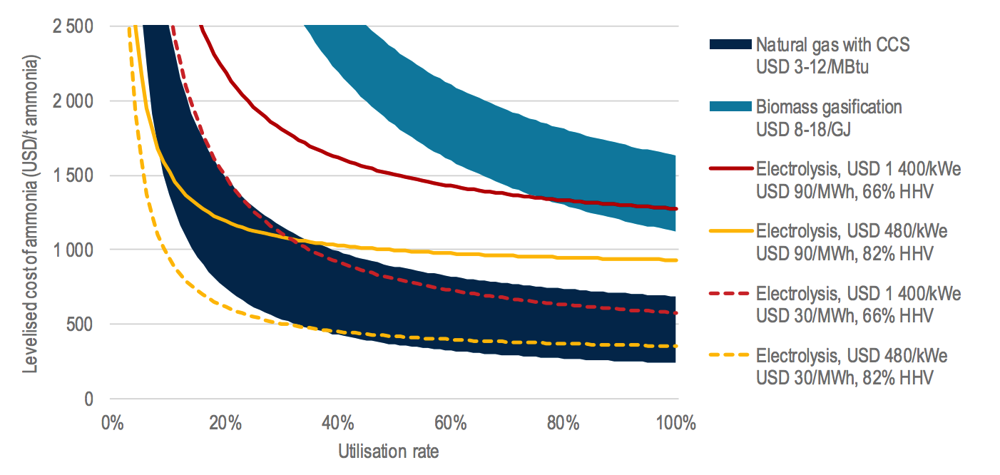 Levelised cost of ammonia (USD/t ammonia)
2 500
2 000
1 500
1 000
500
0
0%
20%
40%
60%
80%
100%
Utilisation rate
Natural gas with CCS
USD 3-12/MBtu
Biomass gasification
USD 8-18/GJ
Electrolysis, USD 1 400/kWe
USD 90/MWh, 66% HHV
Electrolysis, USD 480/kWe
USD 90/MWh, 82% HHV
Electrolysis, USD 1 400/kWe
USD 30/MWh, 66% HHV
Electrolysis, USD 480/kWe
USD 30/MWh, 82% HHV